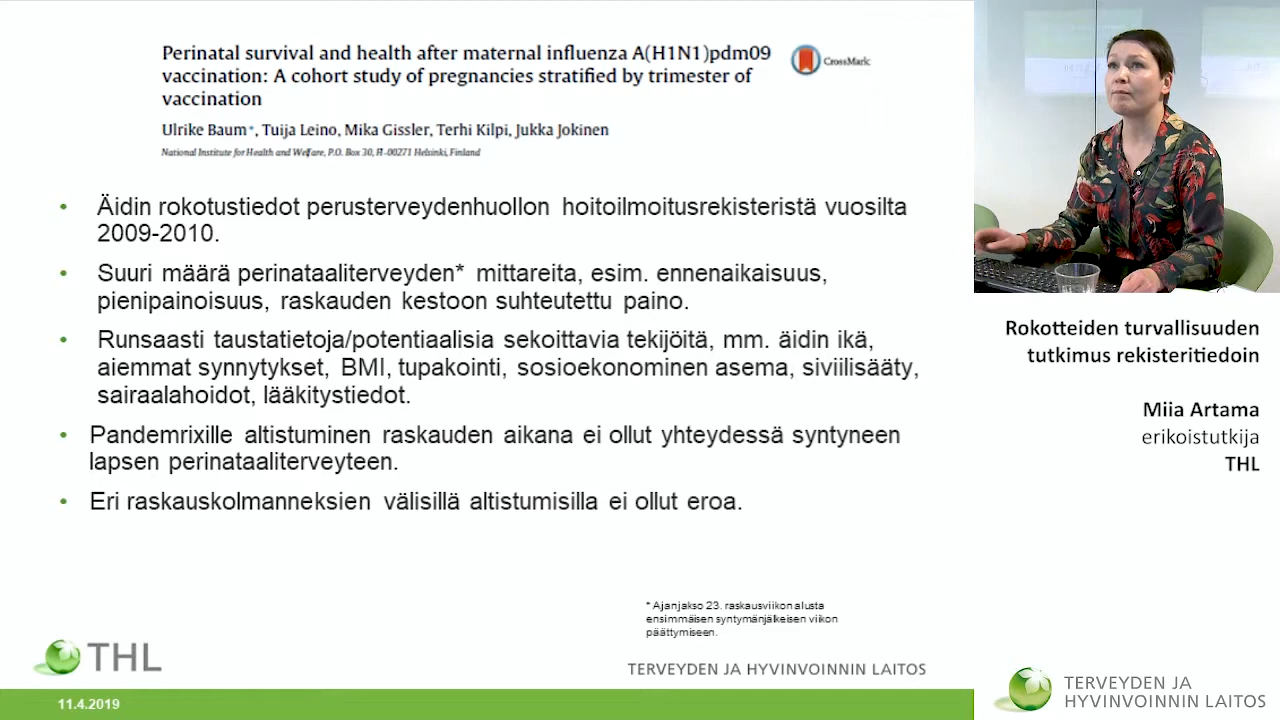 Perinatal survival and health after maternal influenza A(H1N1)pdm09
vaccination: A cohort study of pregnancies stratified by trimester of
vaccination
CrossMark
Ulrike Baum*, Tuija Leino, Mika Gissler, Terhi Kilpi, Jukka Jokinen
National Institute for Health and Welfare, P.O. Box 30, FI-00271 Helsinki, Finland
• Äidin rokotustiedot perusterveydenhuollon hoitoilmoitusrekisteristä vuosilta
2009-2010.
• Suuri määrä perinataaliterveyden* mittareita, esim. ennenaikaisuus,
pienipainoisuus, raskauden kestoon suhteutettu paino.
• Runsaasti taustatietoja/potentiaalisia sekoittavia tekijöitä, mm. äidin ikä,
aiemmat synnytykset, BMI, tupakointi, sosioekonominen asema, siviilisääty,
sairaalahoidot, lääkitystiedot.
• Pandemrixille altistuminen raskauden aikana ei ollut yhteydessä syntyneen
lapsen perinataaliterveyteen.
• Eri raskauskolmanneksien välisillä altistumisilla ei ollut eroa.
* Ajanjakso 23. raskausviikon alusta
ensimmäisen syntymänjälkeisen viikon
päättymiseen.
THL
TERVEYDEN JA HYVINVOINNIN LAITOS
11.4.2019
Rokotteiden turvallisuuden
tutkimus rekisteritiedoin
Miia Artama
erikoistutkija
THL
TERVEYDEN JA
HYVINVOINNIN LAITOS